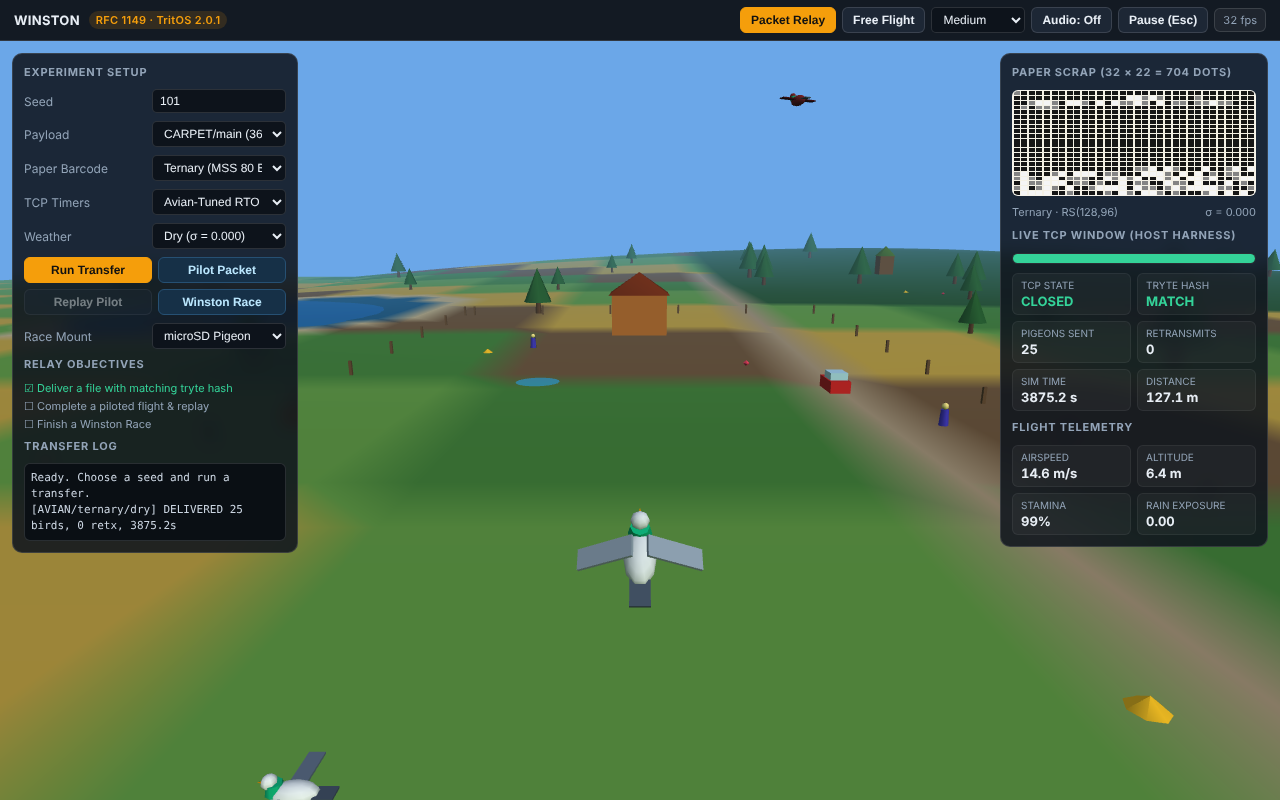 WINSTON
RFC 1149 · TritOS 2.0.1
Packet Relay
Free Flight
Medium
Audio: Off
Pause (Esc)
32 fps
EXPERIMENT SETUP
Seed
101
Payload
CARPET/main (36
Paper Barcode
Ternary (MSS 80 E
TCP Timers
Avian-Tuned RTO
Weather
Dry (σ = 0.000)
Run Transfer
Pilot Packet
Replay Pilot
Winston Race
Race Mount
microSD Pigeon
RELAY OBJECTIVES
☑ Deliver a file with matching tryte hash
☐ Complete a piloted flight & replay
☐ Finish a Winston Race
TRANSFER LOG
Ready. Choose a seed and run a
transfer.
[AVIAN/ternary/dry] DELIVERED 25
birds, 0 retx, 3875.2s
PAPER SCRAP (32 × 22 = 704 DOTS)
Ternary · RS(128,96)
σ = 0.000
LIVE TCP WINDOW (HOST HARNESS)
TCP STATE
CLOSED
TRYTE HASH
MATCH
PIGEONS SENT
25
RETRANSMITS
0
SIM TIME
3875.2 s
DISTANCE
127.1 m
FLIGHT TELEMETRY
AIRSPEED
14.6 m/s
ALTITUDE
6.4 m
STAMINA
99%
RAIN EXPOSURE
0.00